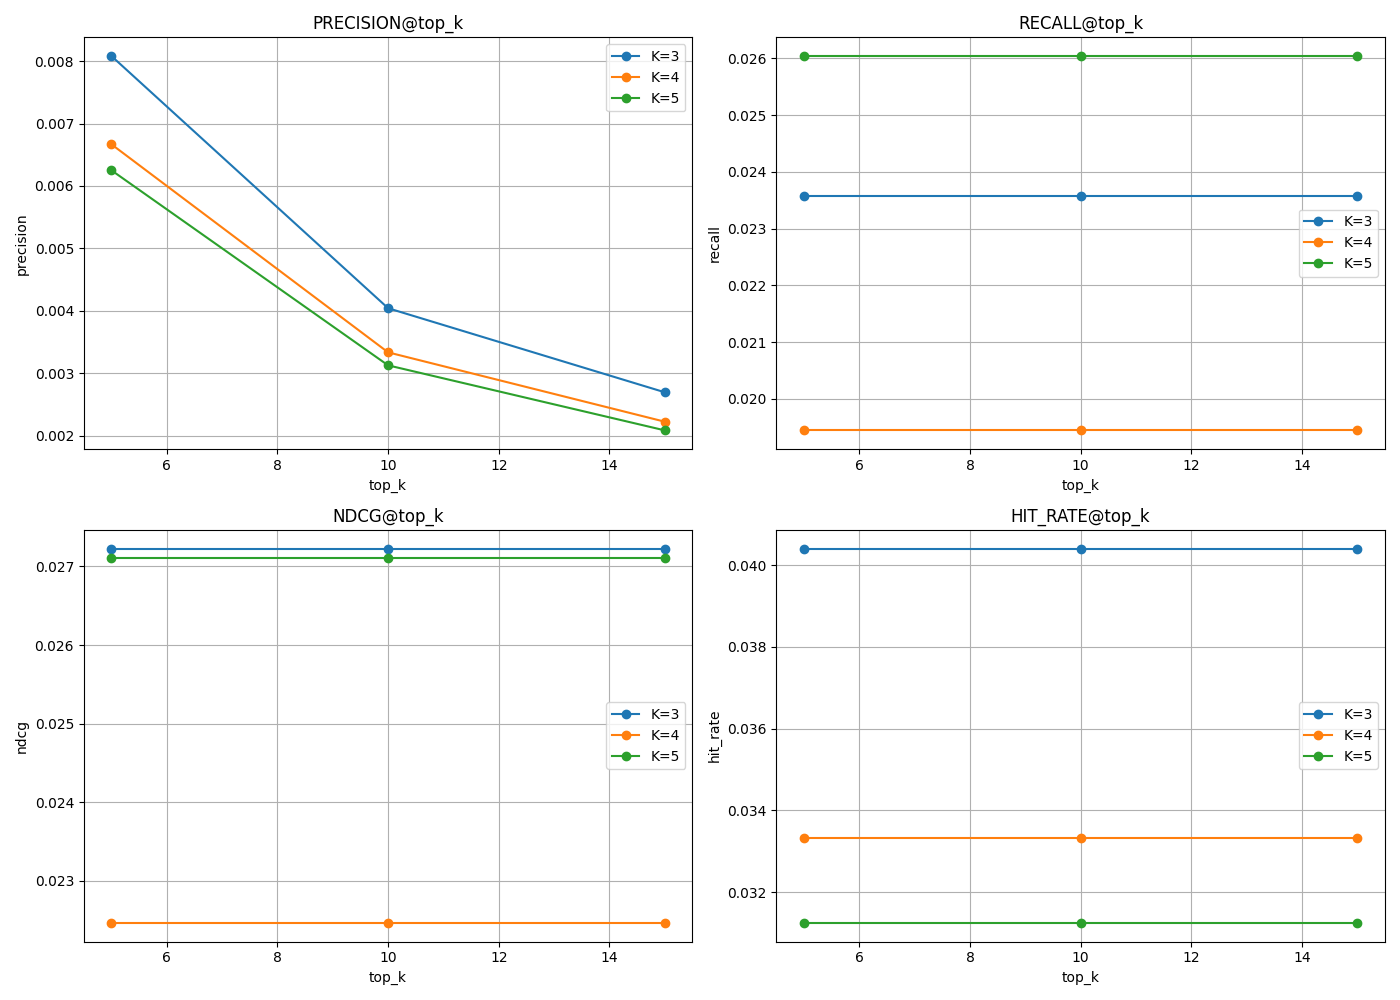 PRECISION@top_k
precision
0.008
0.007
0.006
0.005
0.004
0.003
0.002
6 8 10 12 14
top_k
K=3
K=4
K=5
RECALL@top_k
recall
0.026
0.025
0.024
0.023
0.022
0.021
0.020
6 8 10 12 14
top_k
K=3
K=4
K=5
NDCG@top_k
ndcg
0.027
0.026
0.025
0.024
0.023
6 8 10 12 14
top_k
K=3
K=4
K=5
HIT_RATE@top_k
hit_rate
0.040
0.038
0.036
0.034
0.032
6 8 10 12 14
top_k
K=3
K=4
K=5